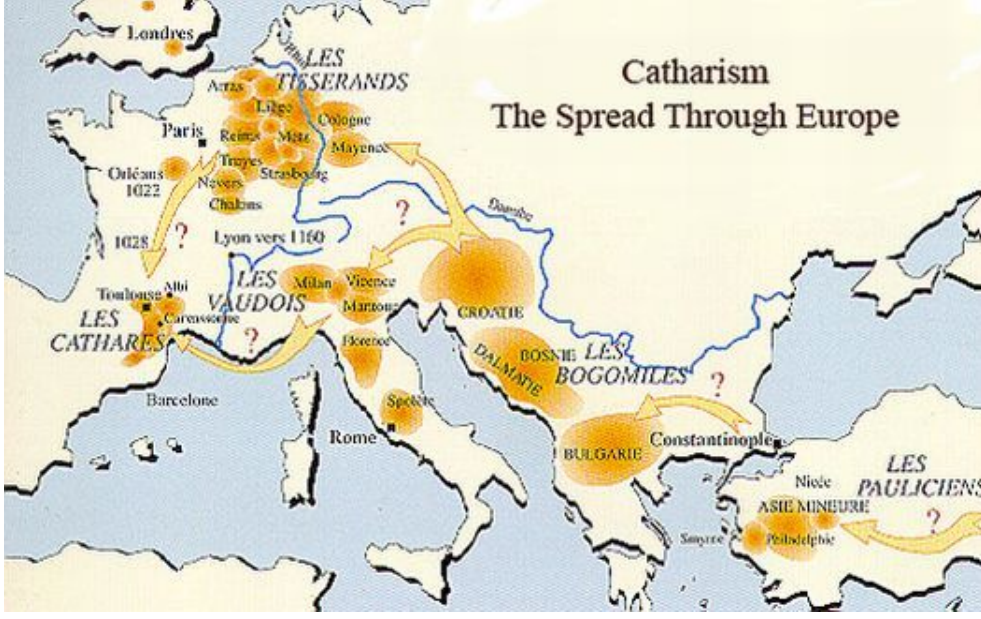 Catharism
The Spread Through Europe
Londres
LES
TISSERANDS
Arras
Liège
Cologne
Paris
Reims
Metz
Mayence
Troyes
Strasbourg
Orléans
1022
Nevers
Chalons
?
?
Danube
1028
Lyon vers 1160
LES
VAUDOIS
Milan
Vicence
Mantoue
CROATIE
Toulouse
Albi
Carcassonne
LES
CATHARES
?
Florence
DALMATIE
BOSNIE
LES
BOGOMILES
?
Barcelone
Spolète
Rome
BULGARIE
Constantinople
LES
PAULICIENS
Nicée
ASIE MINEURE
?
Smyrne
Philadelphie